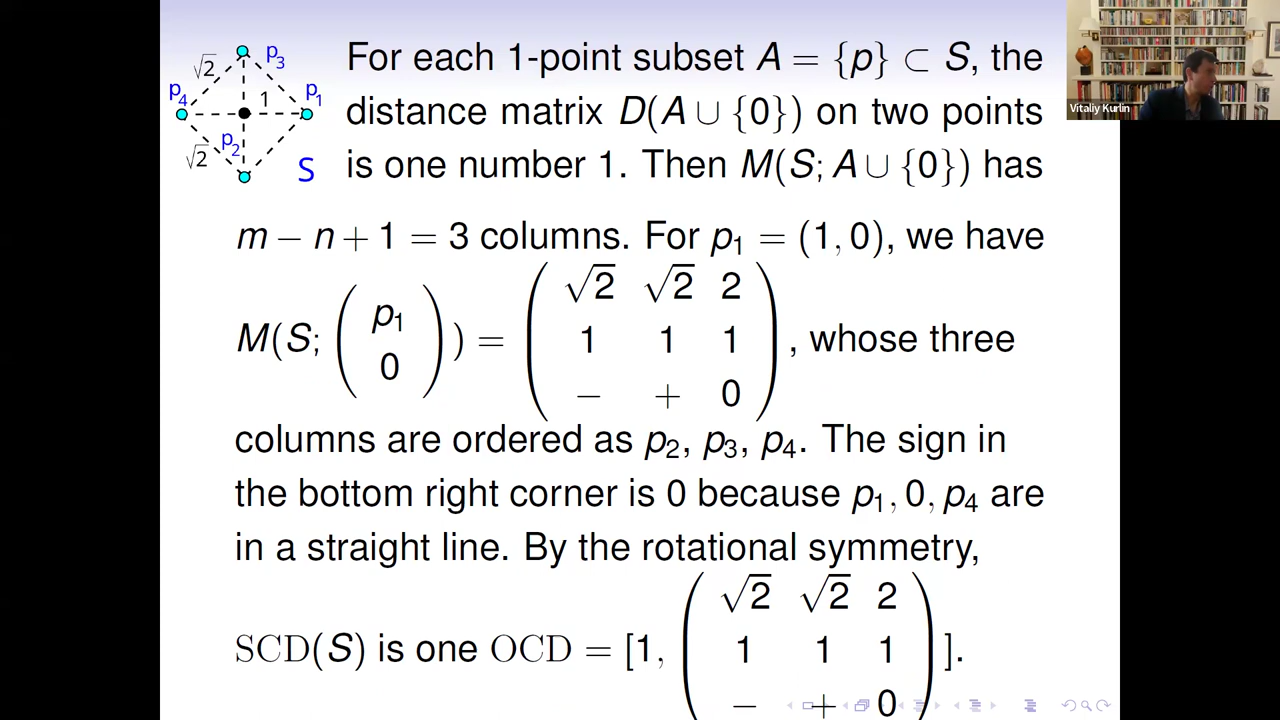 √2
p3
p4
1
p1
p2
√2
S
For each 1-point subset A = {p} ⊂ S, the
distance matrix D(A ∪ {0}) on two points
is one number 1. Then M(S; A ∪ {0}) has
m − n + 1 = 3 columns. For p1 = (1, 0), we have
M(S; ( p1 0 ) ) = ( √2 √2 2
1 1 1
− + 0 ) , whose three
columns are ordered as p2, p3, p4. The sign in
the bottom right corner is 0 because p1, 0, p4 are
in a straight line. By the rotational symmetry,
SCD(S) is one OCD = [1, ( √2 √2 2
1 1 1
− + 0 ) ].
Vitaliy Kurlin